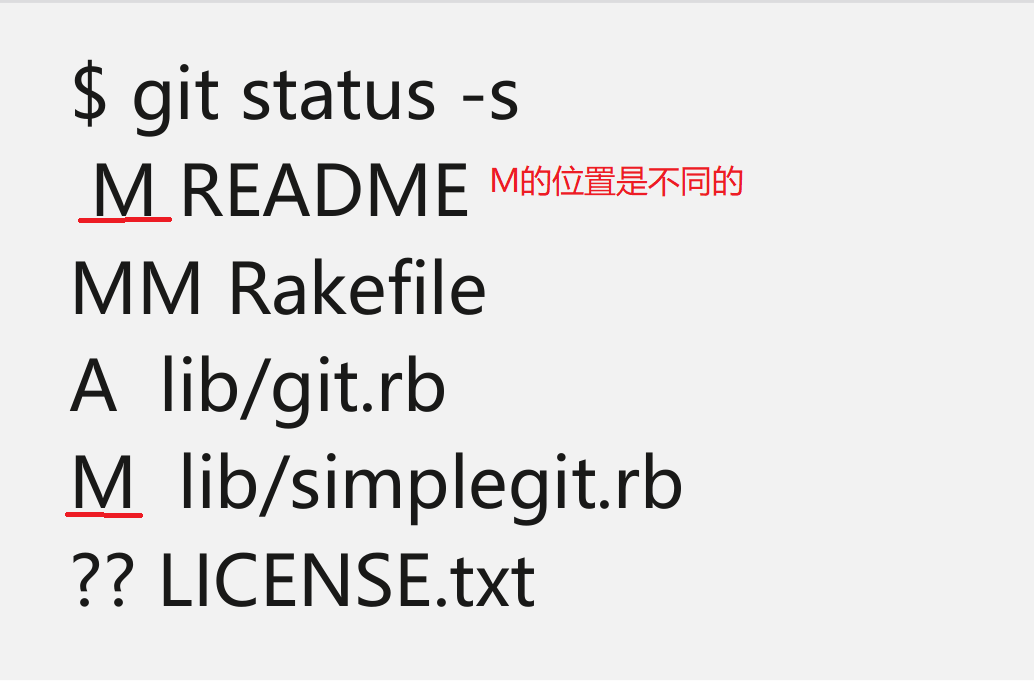 $ git status -s
 M README M的位置是不同的
MM Rakefile
A  lib/git.rb
M  lib/simplegit.rb
?? LICENSE.txt